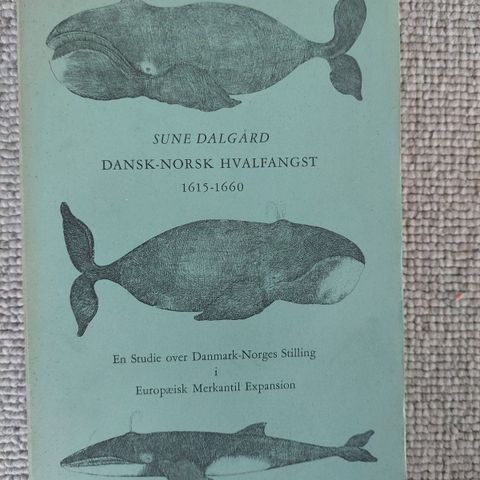 SUNE DALGÅRD
DANSK-NORSK HVALFANGST
1615-1660
En Studie over Danmark-Norges Stilling
i
Europæisk Merkantil Expansion